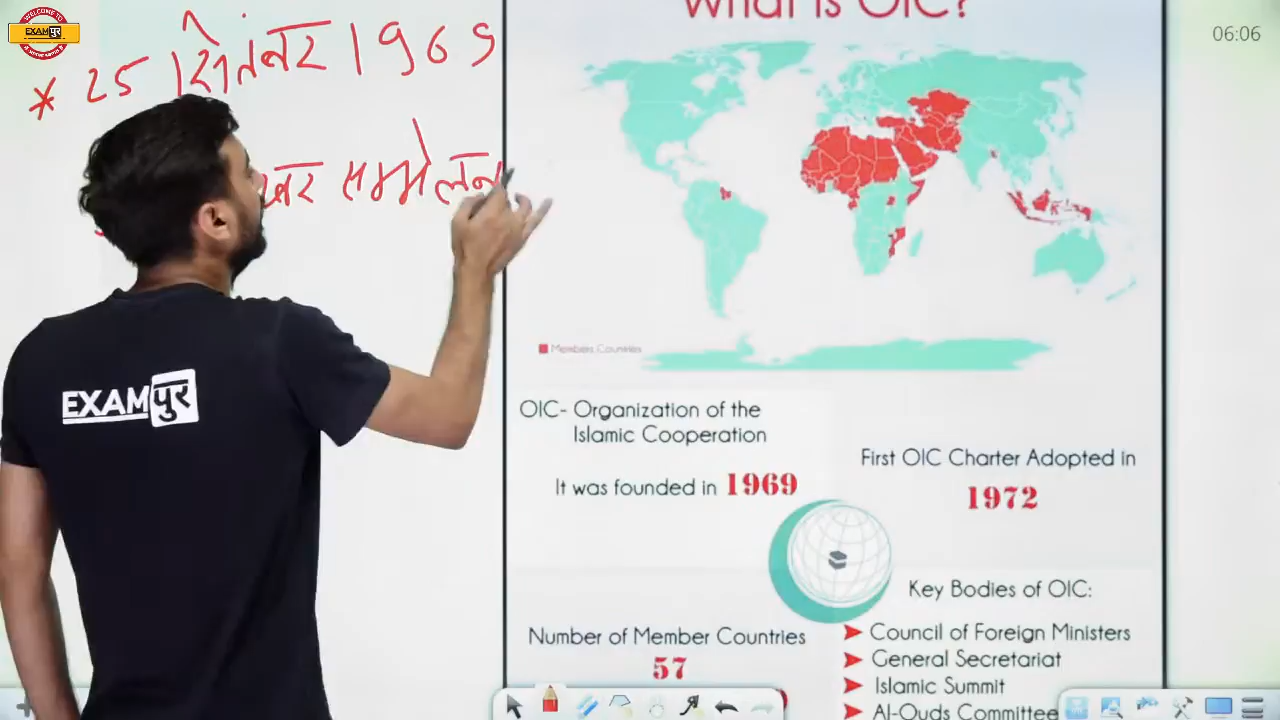 WELCOME TO
EXAMपुर
* 25 सितंबर 1969
सम्मेलन
EXAMपुर
What is OIC?
06:06
Members Countries
OIC- Organization of the
Islamic Cooperation
It was founded in 1969
First OIC Charter Adopted in
1972
Number of Member Countries
57
Key Bodies of OIC:
Council of Foreign Ministers
General Secretariat
Islamic Summit
Al-Quds Committee